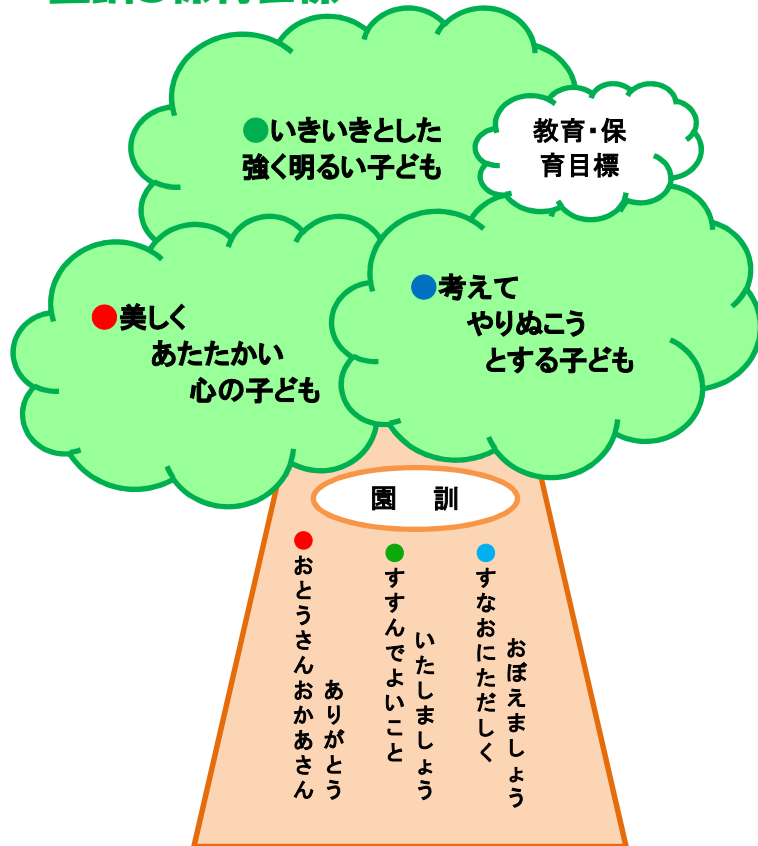 ●いきいきとした
強く明るい子ども
教育・保
育目標
●美しく
あたたかい
心の子ども
●考えて
やりぬこう
とする子ども
園　訓
●すなおにただしく
おぼえましょう
●すすんでよいこと
いたしましょう
●おとうさんおかあさん
ありがとう